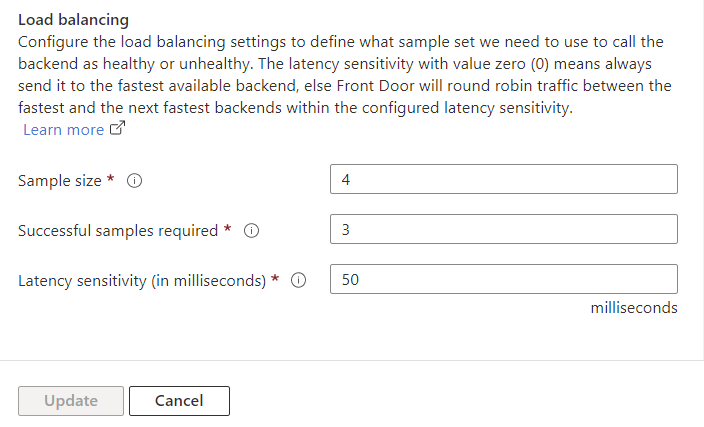 Load balancing
Configure the load balancing settings to define what sample set we need to use to call the
backend as healthy or unhealthy. The latency sensitivity with value zero (0) means always
send it to the fastest available backend, else Front Door will round robin traffic between the
fastest and the next fastest backends within the configured latency sensitivity.
Learn more
Sample size * 4
Successful samples required * 3
Latency sensitivity (in milliseconds) * 50
milliseconds
Update Cancel